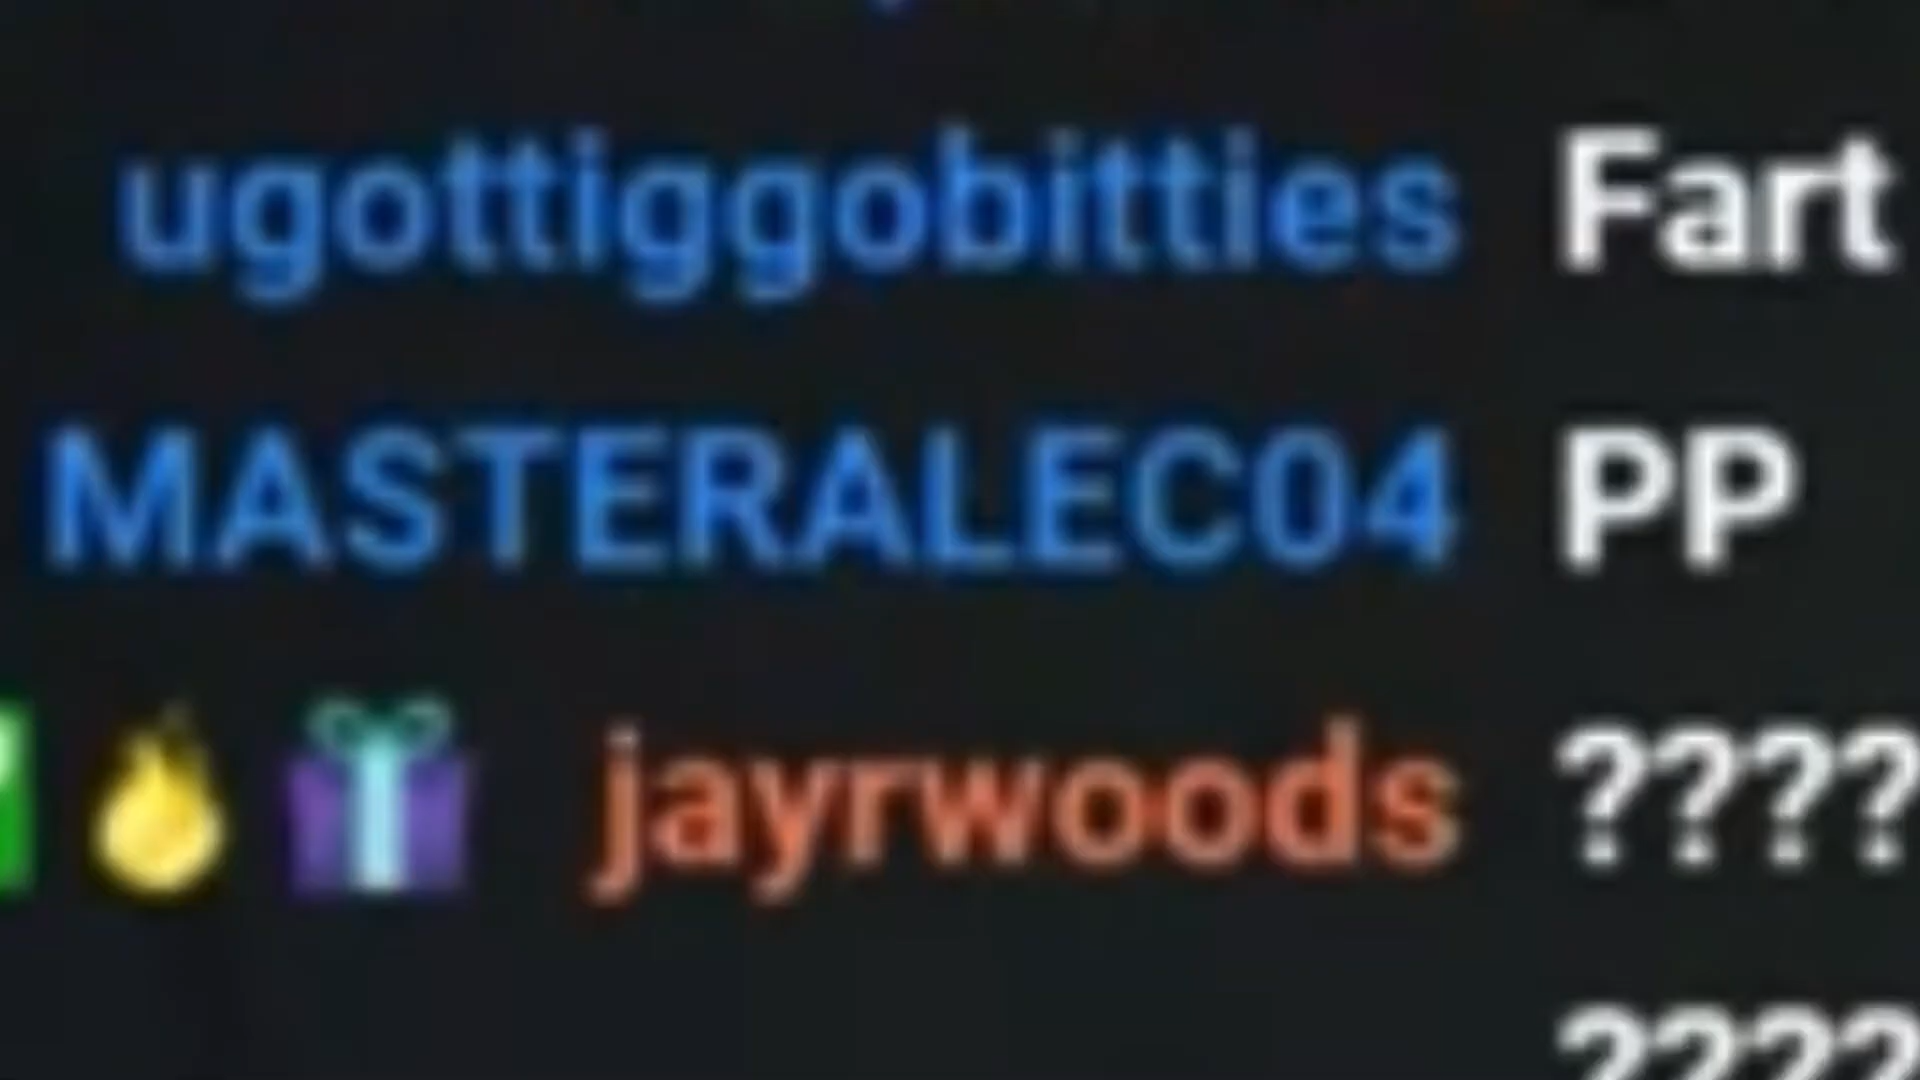 ugottiggobitties Fart
MASTERALEC04 PP
jayrwoods ????
????